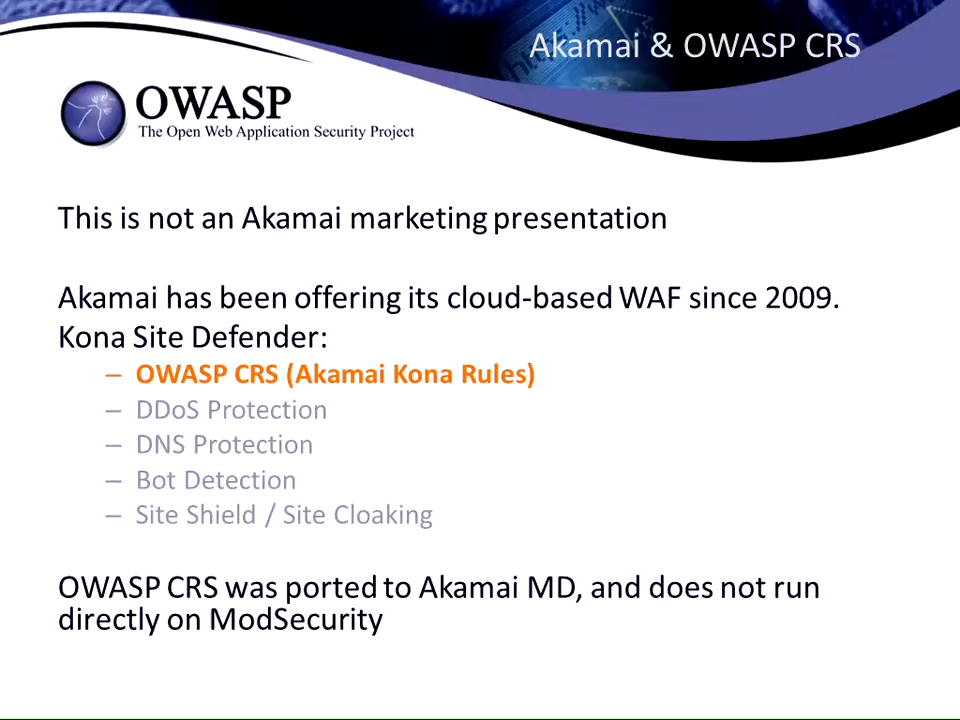 Akamai & OWASP CRS
OWASP
The Open Web Application Security Project
This is not an Akamai marketing presentation
Akamai has been offering its cloud-based WAF since 2009.
Kona Site Defender:
– OWASP CRS (Akamai Kona Rules)
– DDoS Protection
– DNS Protection
– Bot Detection
– Site Shield / Site Cloaking
OWASP CRS was ported to Akamai MD, and does not run
directly on ModSecurity